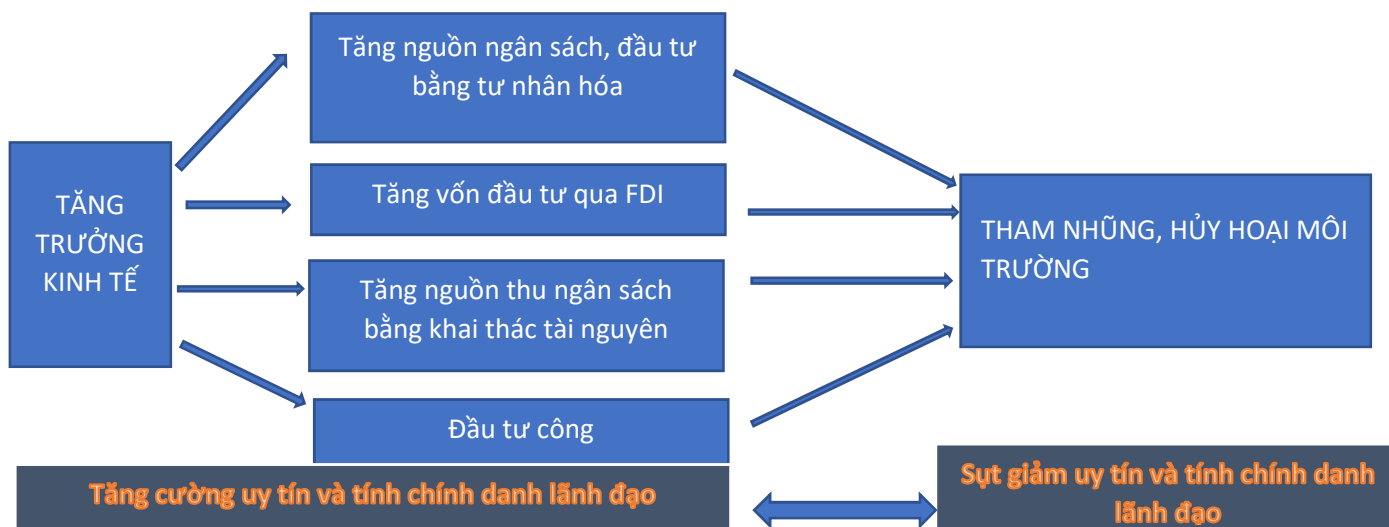 TĂNG
TRƯỞNG
KINH TẾ
Tăng nguồn ngân sách, đầu tư
bằng tư nhân hóa
Tăng vốn đầu tư qua FDI
Tăng nguồn thu ngân sách
bằng khai thác tài nguyên
Đầu tư công
THAM NHŨNG, HỦY HOẠI MÔI
TRƯỜNG
Tăng cường uy tín và tính chính danh lãnh đạo
Sụt giảm uy tín và tính chính danh
lãnh đạo